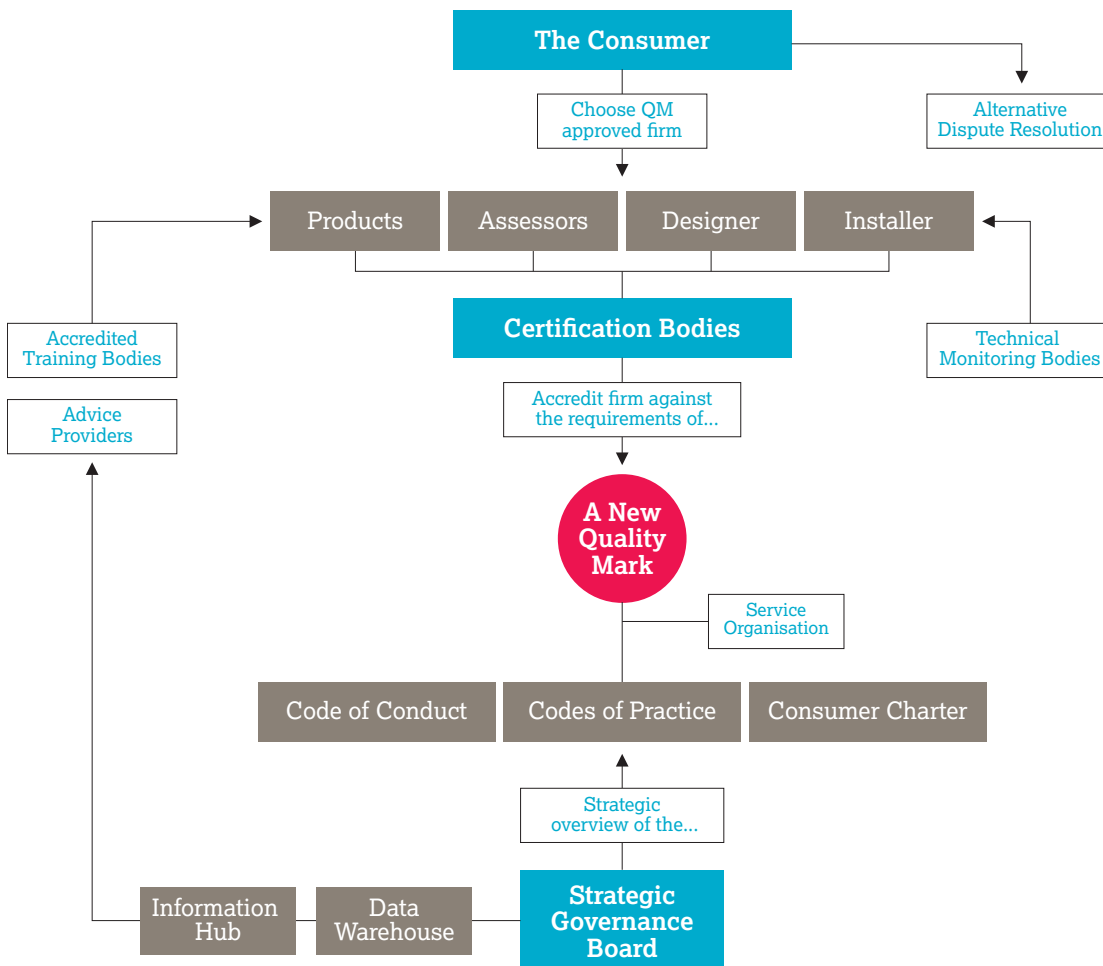 The Consumer
Choose QM
approved firm
Alternative
Dispute Resolution
Products
Assessors
Designer
Installer
Accredited
Training Bodies
Certification Bodies
Technical
Monitoring Bodies
Advice
Providers
Accredit firm against
the requirements of...
A New
Quality
Mark
Service
Organisation
Code of Conduct
Codes of Practice
Consumer Charter
Strategic
overview of the...
Information
Hub
Data
Warehouse
Strategic
Governance
Board